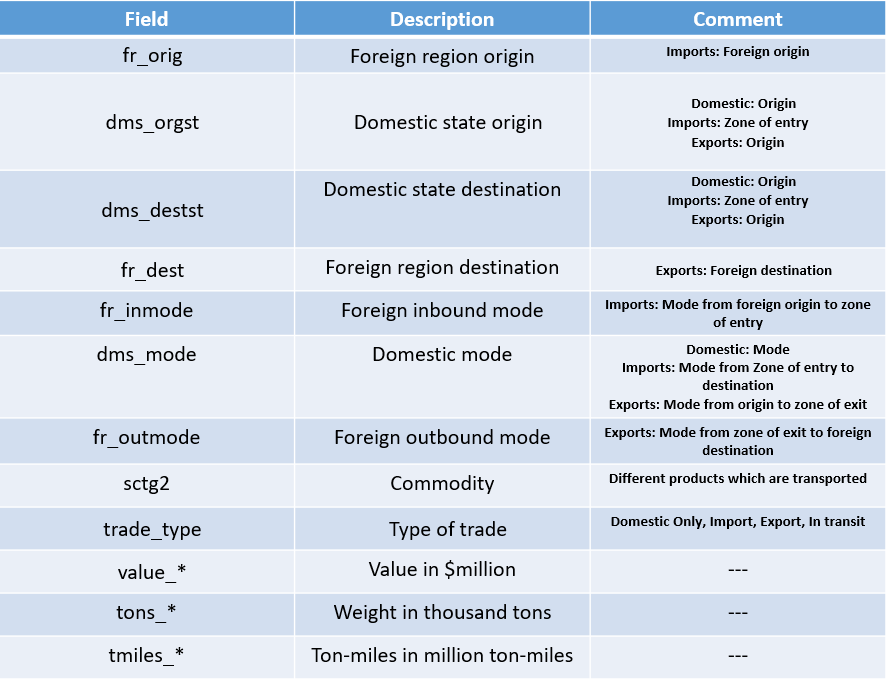 Field Description Comment
fr_orig Foreign region origin Imports: Foreign origin
dms_orgst Domestic state origin Domestic: Origin
Imports: Zone of entry
Exports: Origin
dms_destst Domestic state destination Domestic: Origin
Imports: Zone of entry
Exports: Origin
fr_dest Foreign region destination Exports: Foreign destination
fr_inmode Foreign inbound mode Imports: Mode from foreign origin to zone
of entry
dms_mode Domestic mode Domestic: Mode
Imports: Mode from Zone of entry to
destination
Exports: Mode from origin to zone of exit
fr_outmode Foreign outbound mode Exports: Mode from zone of exit to foreign
destination
sctg2 Commodity Different products which are transported
trade_type Type of trade Domestic Only, Import, Export, In transit
value_* Value in $million ---
tons_* Weight in thousand tons ---
tmiles_* Ton-miles in million ton-miles ---